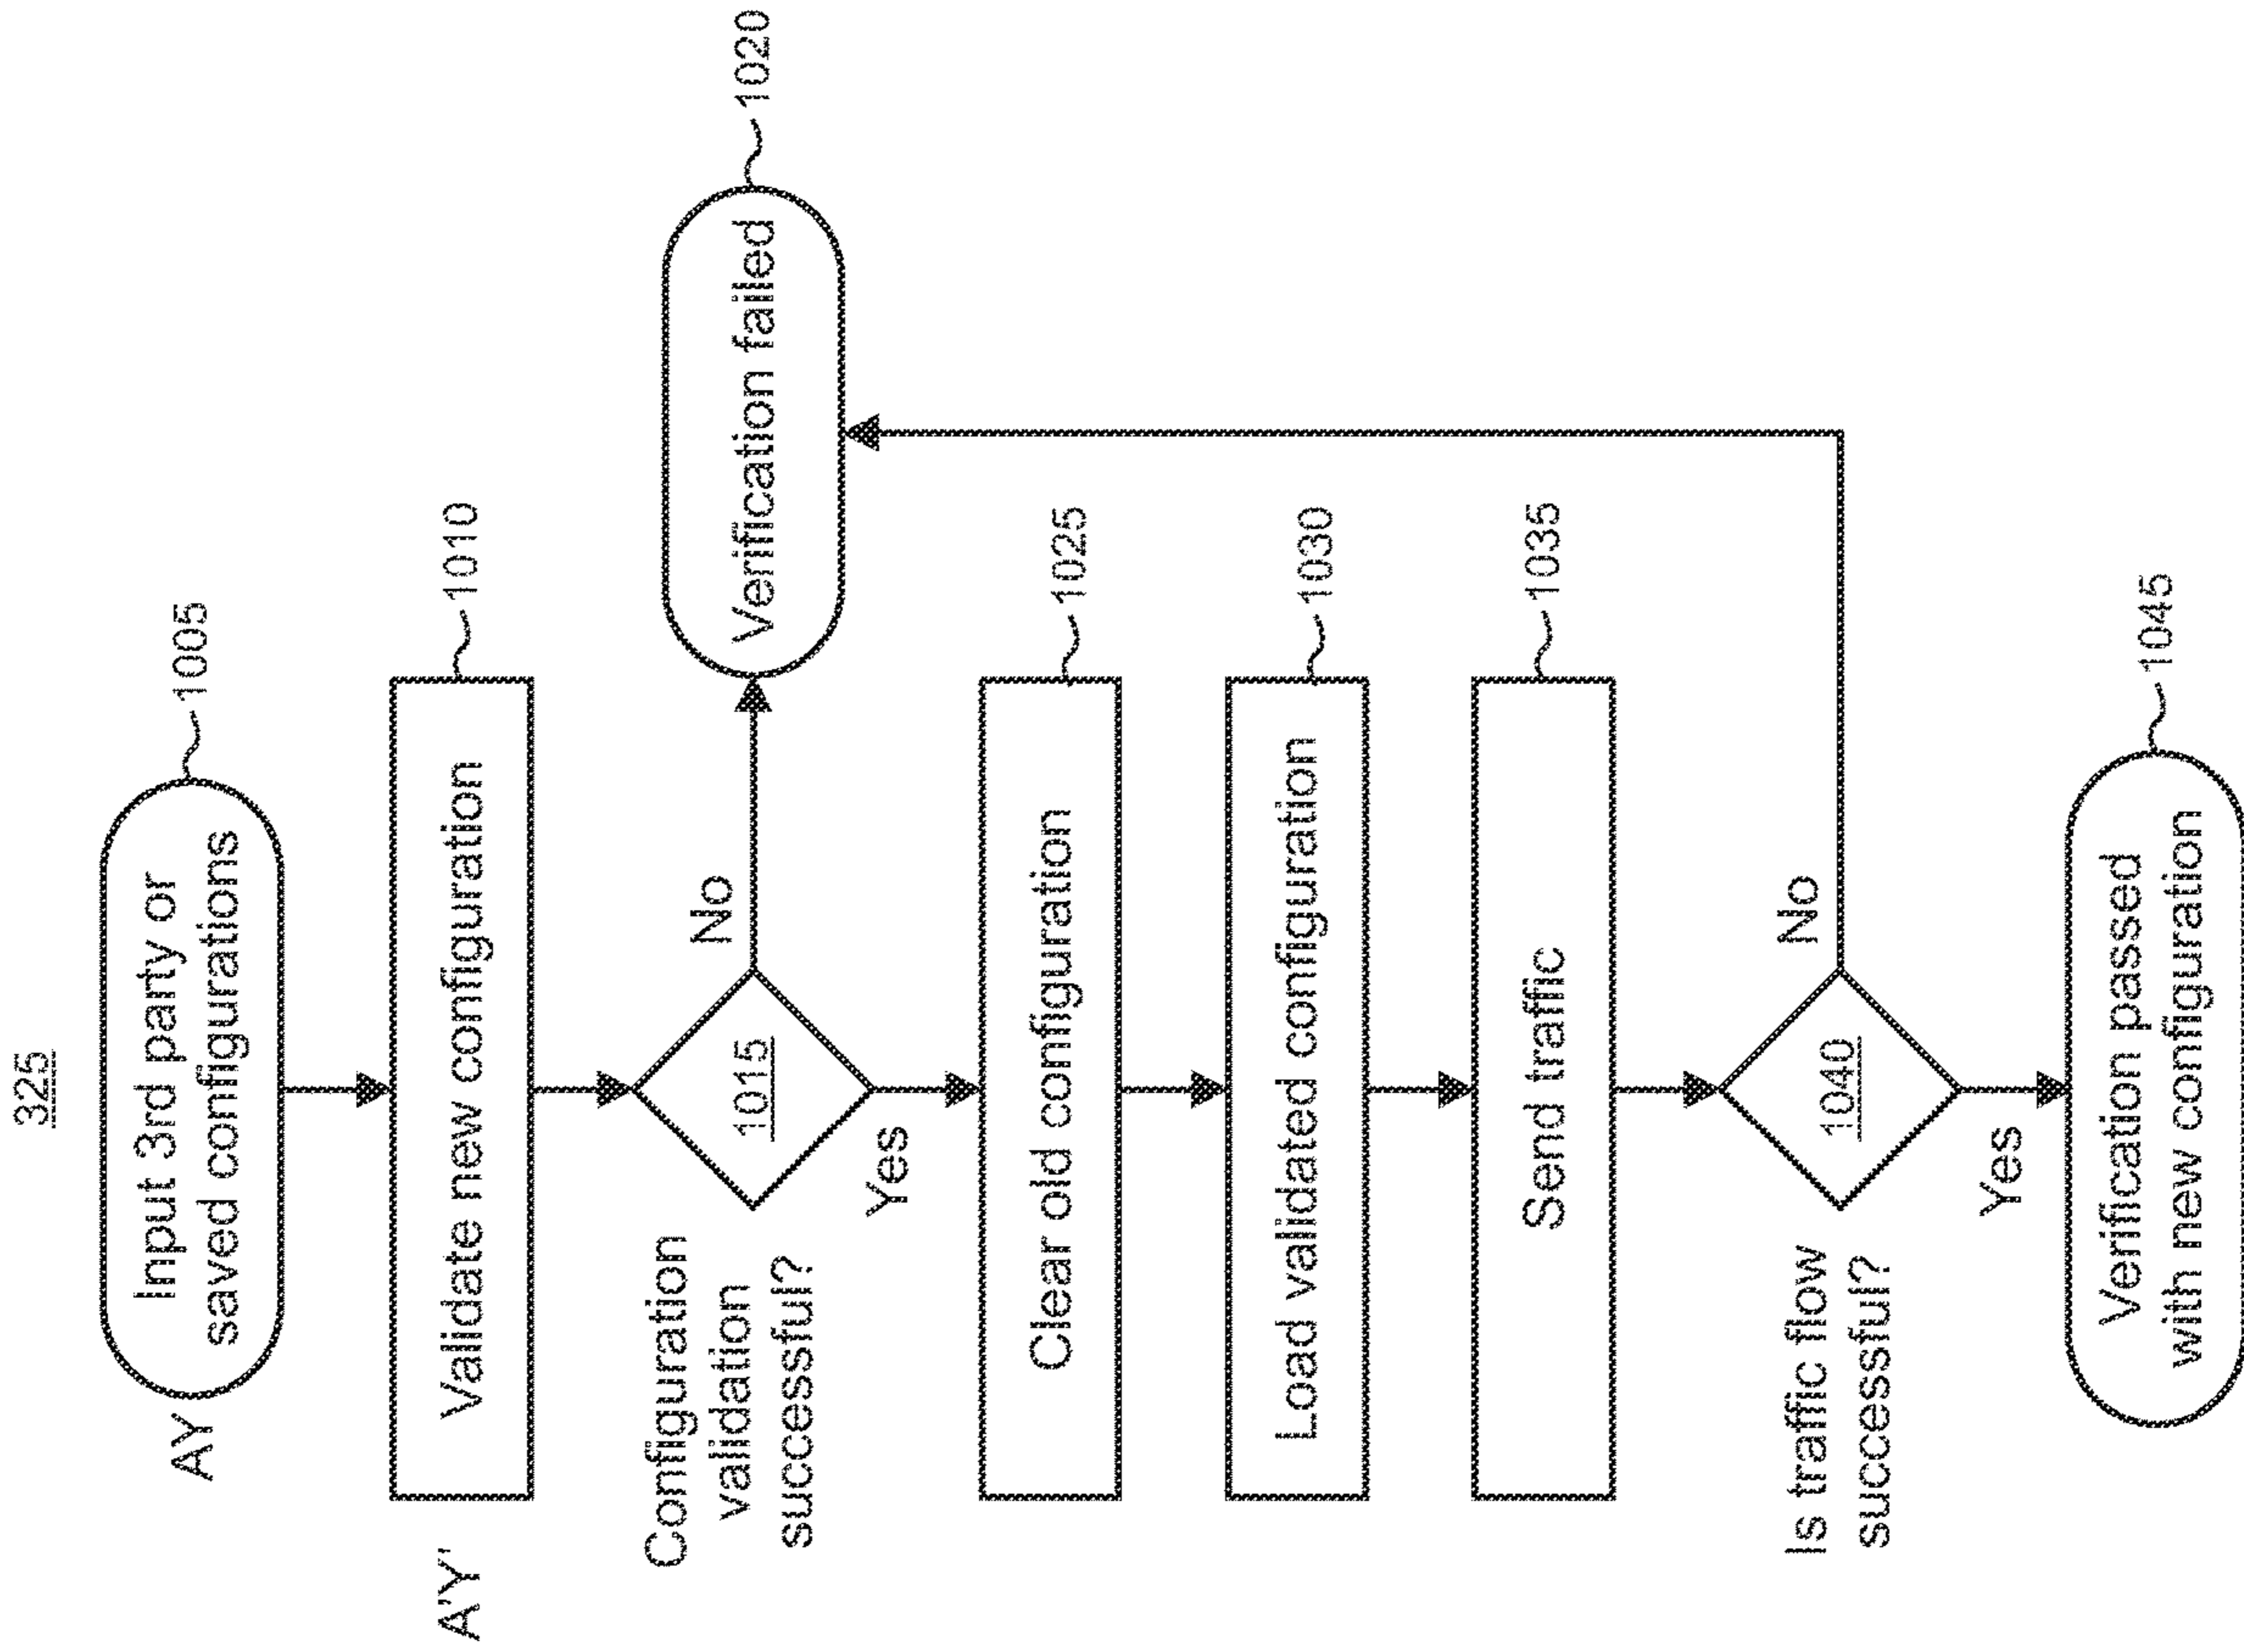 325
AY
Input 3rd party or
saved configurations
1005
A'Y'
Validate new configuration
1010
Configuration
validation
successful?
1015
No
Yes
Verification failed
1020
Clear old configuration
1025
Load validated configuration
1030
Send traffic
1035
Is traffic flow
successful?
1040
No
Yes
Verification passed
with new configuration
1045